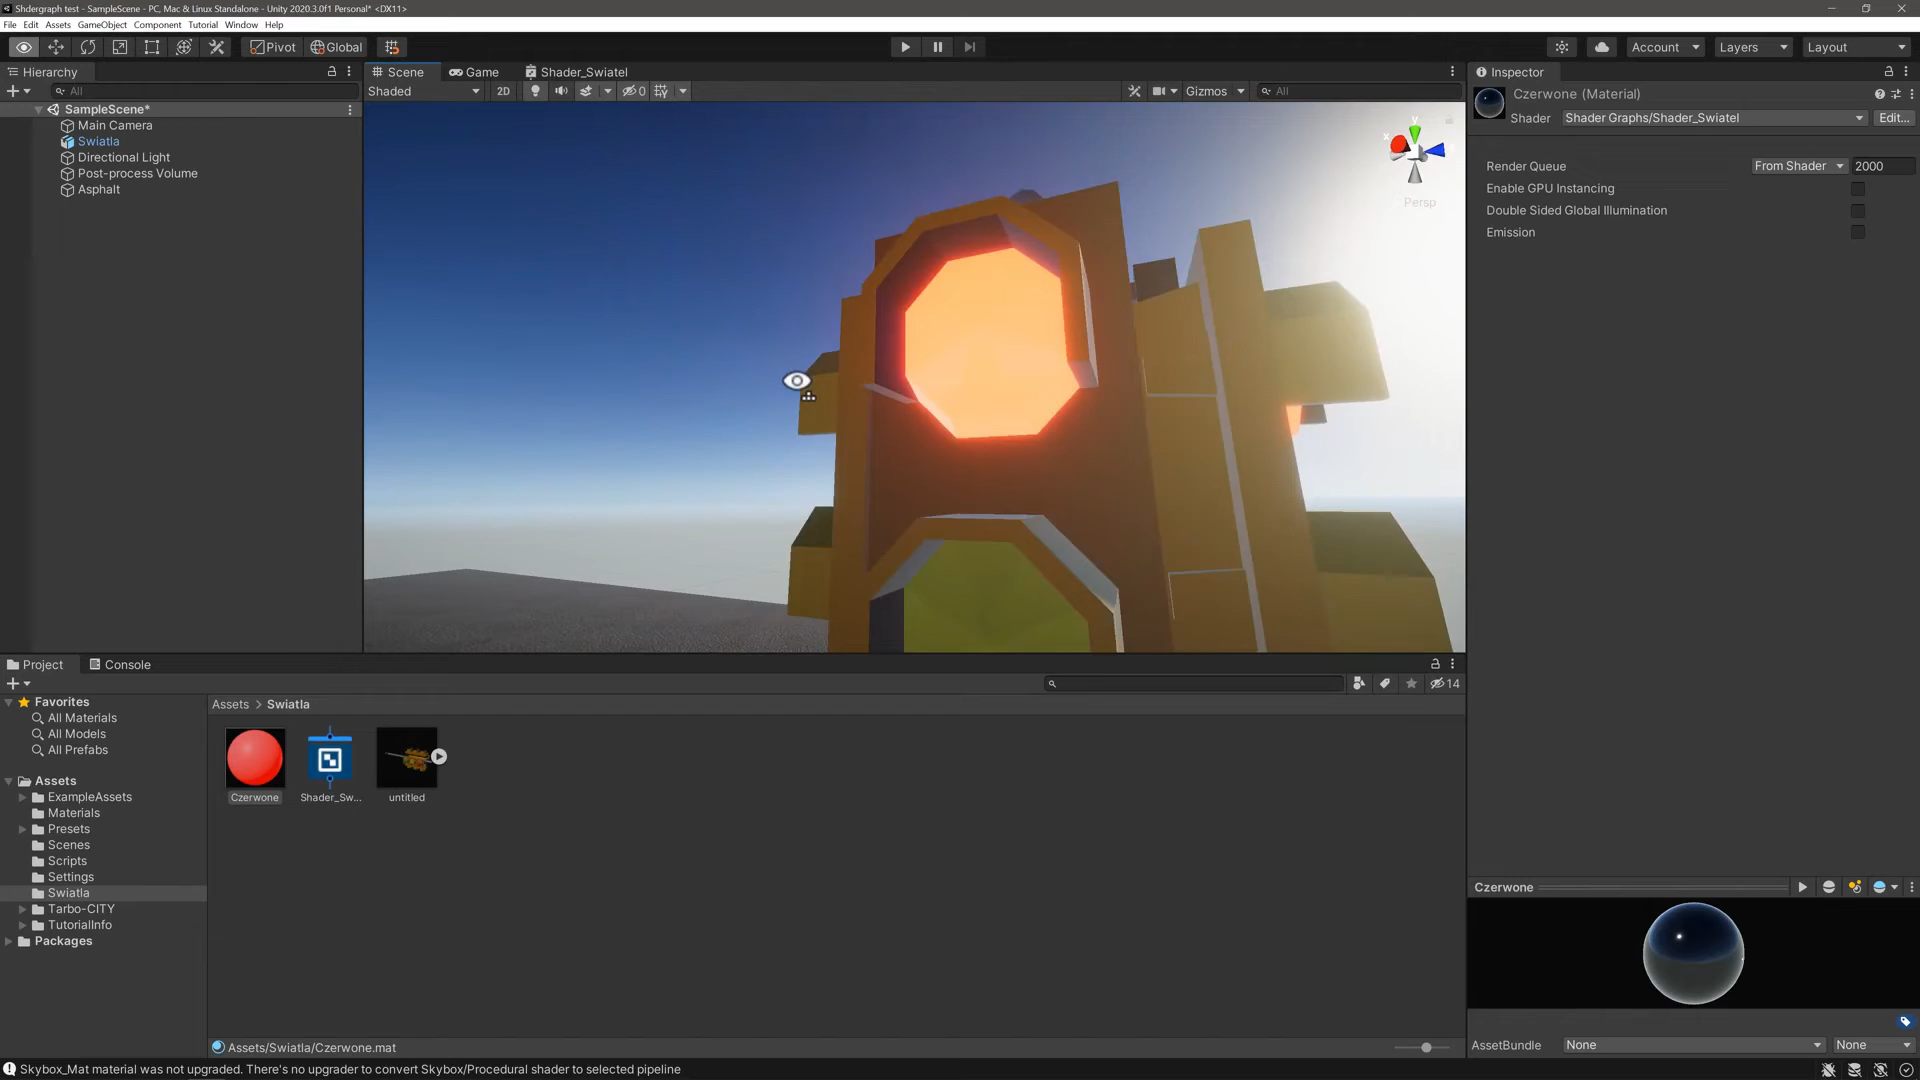 Shdergraph test - SampleScene - PC, Mac & Linux Standalone - Unity 2020.3.0f1 Personal* <DX11>
File Edit Assets GameObject Component Tutorial Window Help
Pivot Global Account Layers Layout
Hierarchy
All
SampleScene*
Main Camera
Swiatla
Directional Light
Post-process Volume
Asphalt
Scene Game Shader_Swiatel
Shaded 2D 0 Gizmos All
y
x
Persp
Inspector
Czerwone (Material)
Shader Shader Graphs/Shader_Swiatel Edit...
Render Queue From Shader 2000
Enable GPU Instancing
Double Sided Global Illumination
Emission
Project Console
14
Favorites
All Materials
All Models
All Prefabs
Assets
ExampleAssets
Materials
Presets
Scenes
Scripts
Settings
Swiatla
Tarbo-CITY
TutorialInfo
Packages
Assets > Swiatla
Czerwone Shader_Sw... untitled
Assets/Swiatla/Czerwone.mat
Czerwone
AssetBundle None None
Skybox_Mat material was not upgraded. There's no upgrader to convert Skybox/Procedural shader to selected pipeline